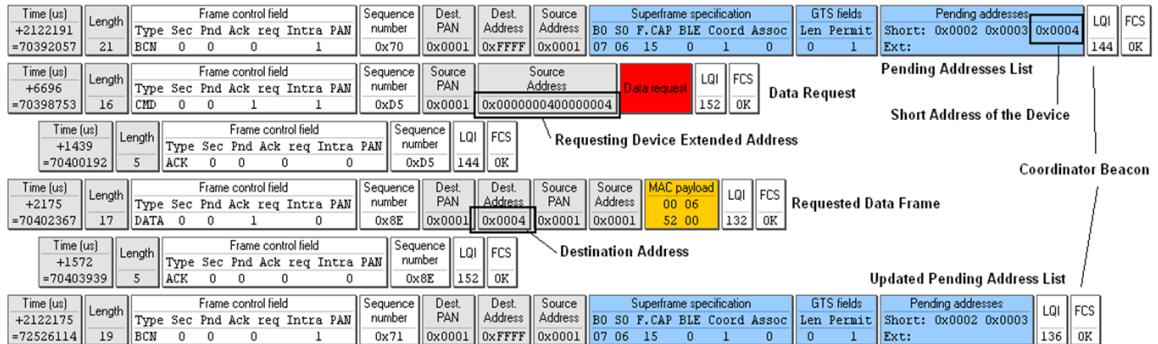 Time (us) Length Frame control field Sequence Dest. Dest. Source Superframe specification GTS fields Pending addresses LQI FCS
+2122191 Type Sec Pnd Ack req Intra PAN number PAN Address Address BO SO F.CAP BLE Coord Assoc Len Permit Short: 0x0002 0x0003 0x0004
=70392057 21 BCN 0 0 0 1 0x70 0x0001 0xFFFF 0x0001 07 06 15 0 1 0 0 1 Ext: 144 OK
Pending Addresses List
Time (us) Length Frame control field Sequence Source Source Data request LQI FCS
+6696 Type Sec Pnd Ack req Intra PAN number PAN Address
=70398753 16 CMD 0 0 1 1 0xD5 0x0001 0x0000000400000004 152 OK
Data Request
Short Address of the Device
Time (us) Length Frame control field Sequence LQI FCS
+1439 Type Sec Pnd Ack req Intra PAN number
=70400192 5 ACK 0 0 0 0 0xD5 144 OK
Requesting Device Extended Address
Coordinator Beacon
Time (us) Length Frame control field Sequence Dest. Dest. Source Source MAC payload LQI FCS
+2175 Type Sec Pnd Ack req Intra PAN number PAN Address PAN Address 00 06
=70402367 17 DATA 0 0 1 0 0x8E 0x0001 0x0004 0x0001 0x0001 52 00 132 OK
Requested Data Frame
Time (us) Length Frame control field Sequence LQI FCS
+1572 Type Sec Pnd Ack req Intra PAN number
=70403939 5 ACK 0 0 0 0 0x8E 152 OK
Destination Address
Updated Pending Address List
Time (us) Length Frame control field Sequence Dest. Dest. Source Superframe specification GTS fields Pending addresses LQI FCS
+2122175 Type Sec Pnd Ack req Intra PAN number PAN Address Address BO SO F.CAP BLE Coord Assoc Len Permit Short: 0x0002 0x0003
=72526114 19 BCN 0 0 0 1 0x71 0x0001 0xFFFF 0x0001 07 06 15 0 1 0 0 1 Ext: 136 OK